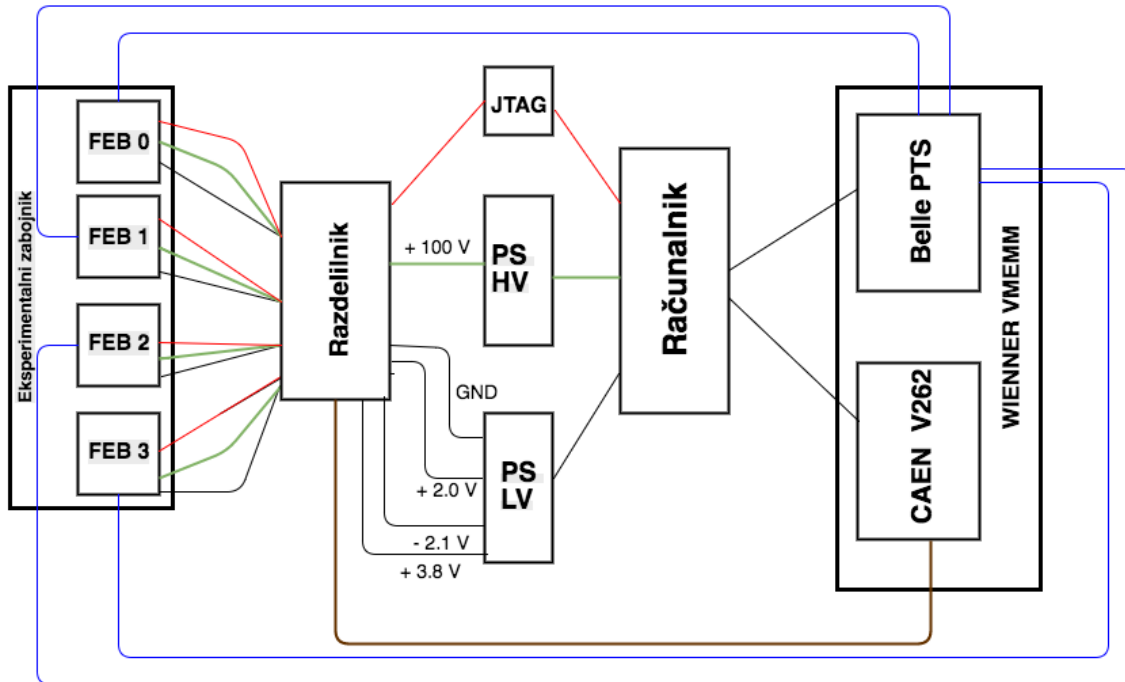 Eksperimentalni zabojnik
FEB 0
FEB 1
FEB 2
FEB 3
Razdelilnik
JTAG
+ 100 V
PS
HV
GND
+ 2.0 V
- 2.1 V
+ 3.8 V
PS
LV
Računalnik
Belle PTS
CAEN V262
WIENNER VMEMM